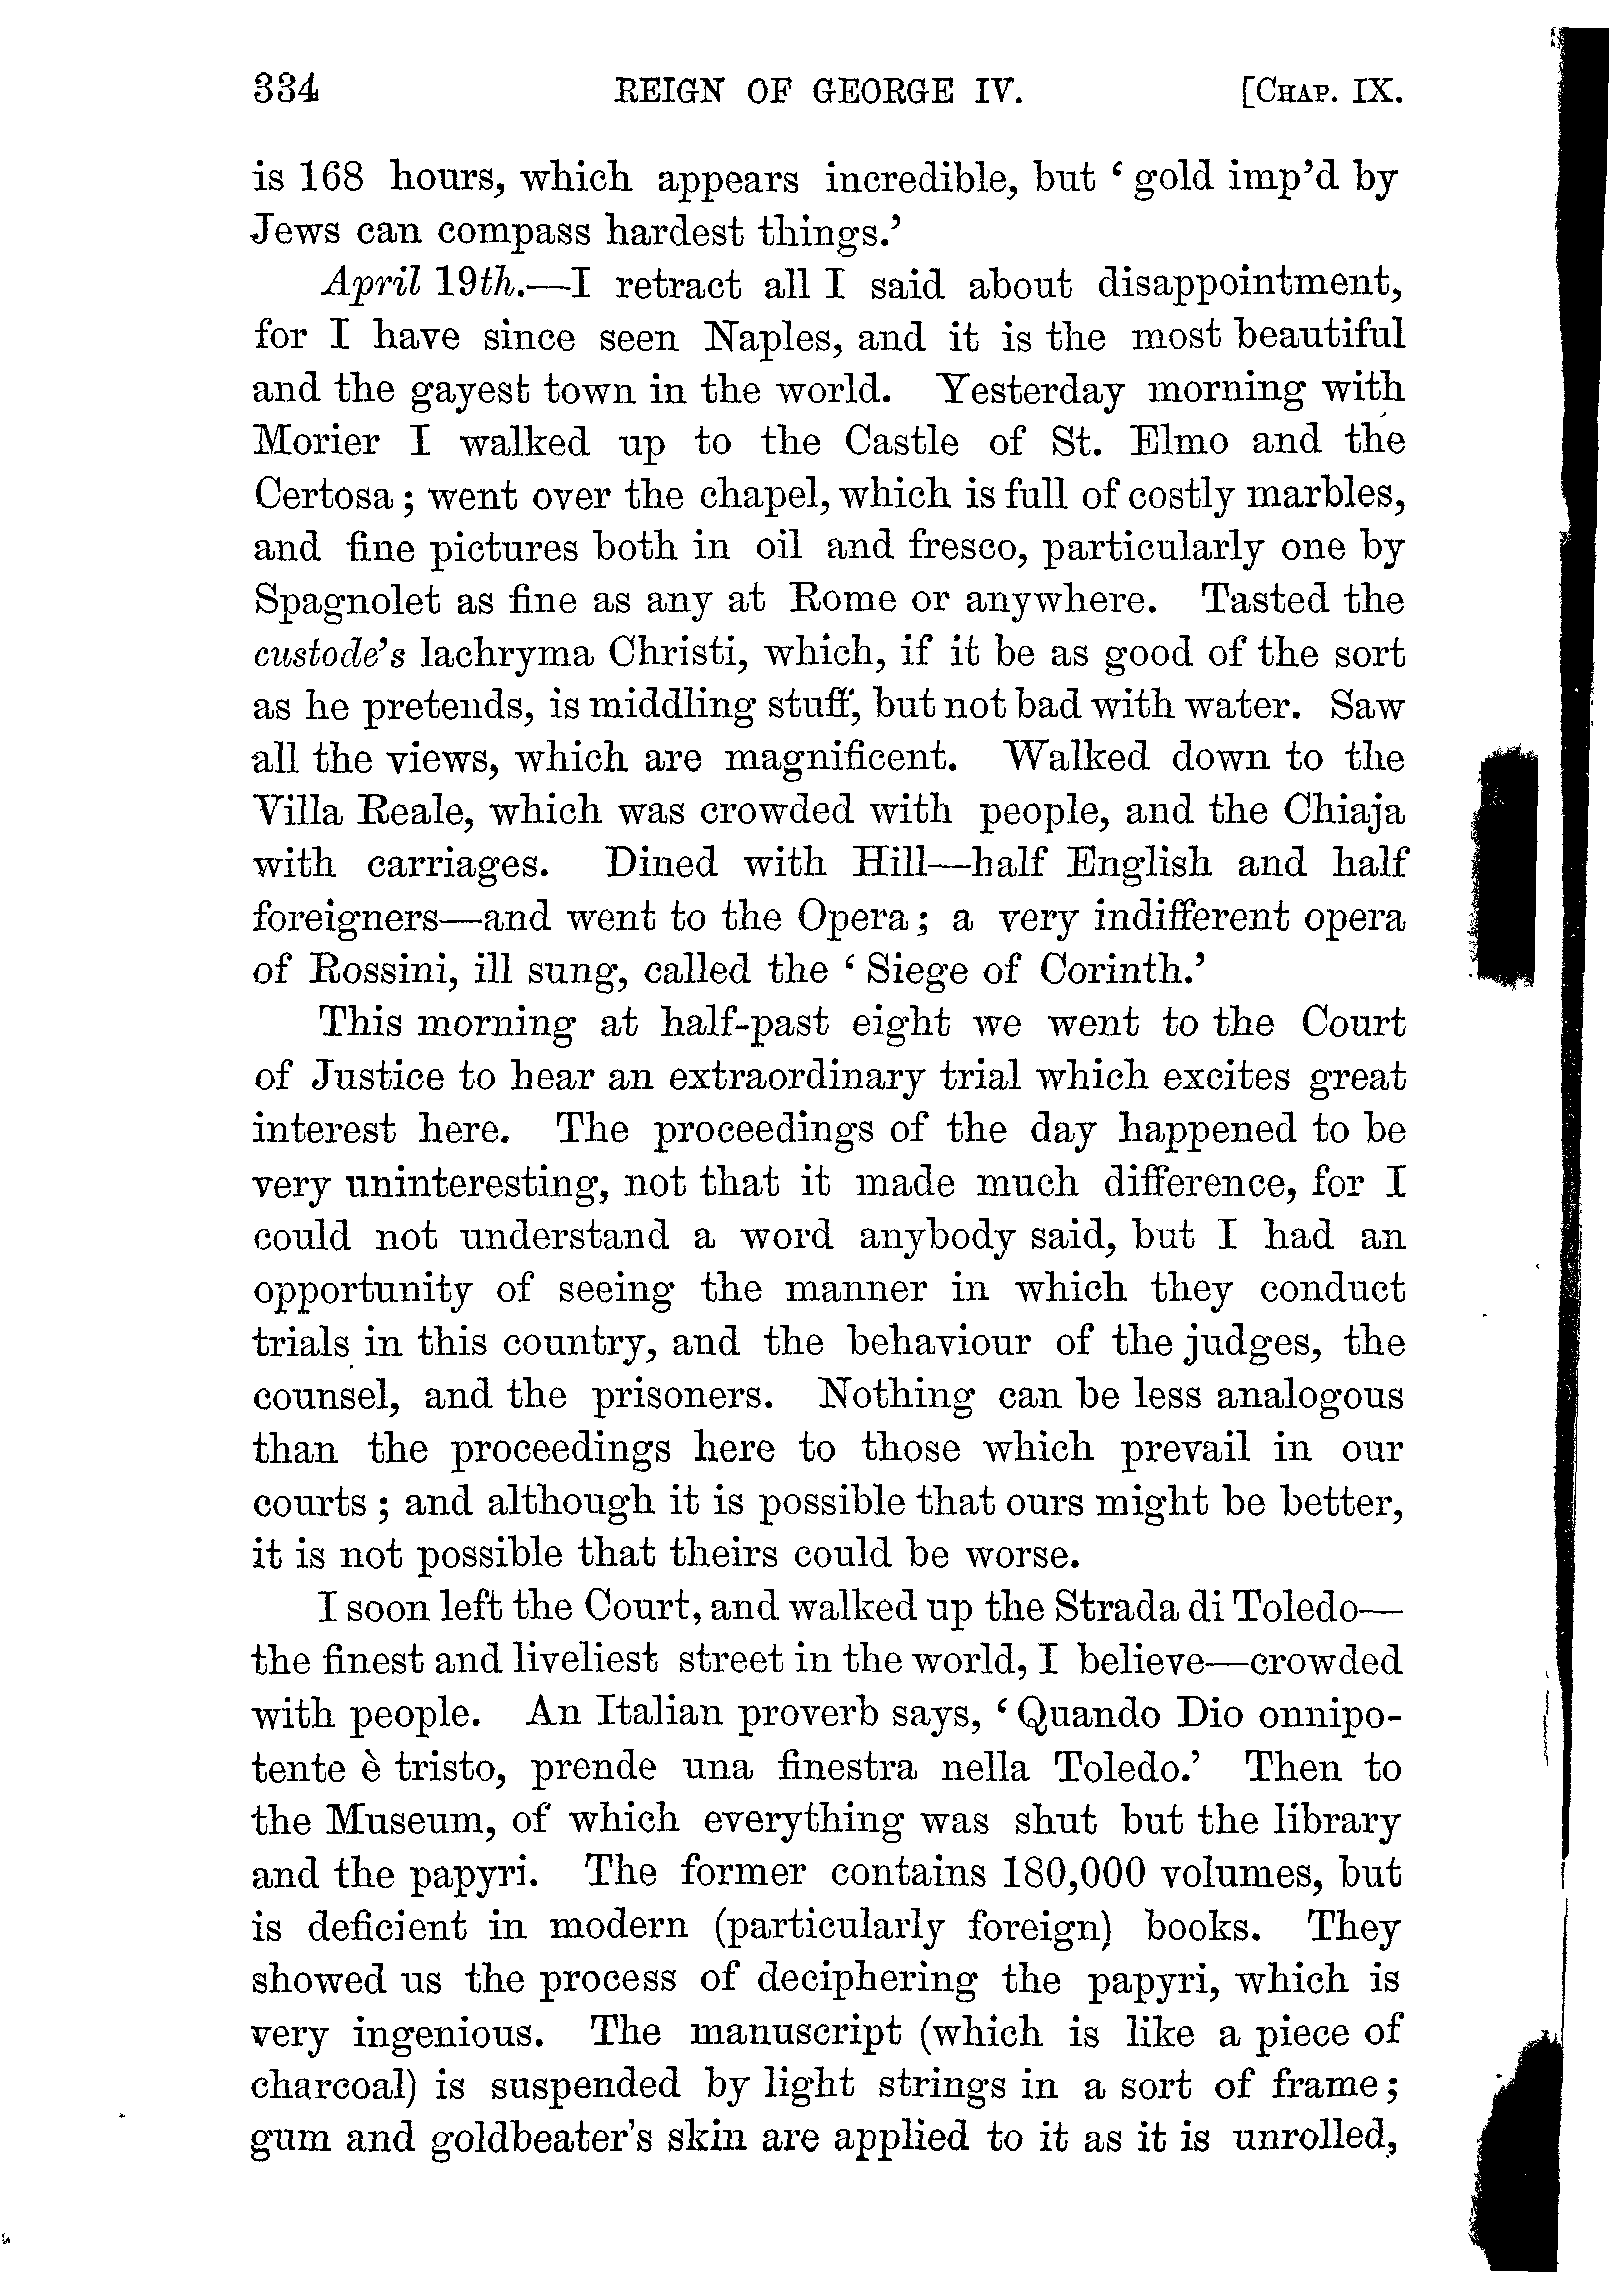 334 REIGN OF GEORGE IV. [CHAP. IX.
is 168 hours, which appears incredible, but ‘ gold imp’d by
Jews can compass hardest things.’
April 19th.—I retract all I said about disappointment,
for I have since seen Naples, and it is the most beautiful
and the gayest town in the world. Yesterday morning with
Morier I walked up to the Castle of St. Elmo and the
Certosa ; went over the chapel, which is full of costly marbles,
and fine pictures both in oil and fresco, particularly one by
Spagnolet as fine as any at Rome or anywhere. Tasted the
custode’s lachryma Christi, which, if it be as good of the sort
as he pretends, is middling stuff, but not bad with water. Saw
all the views, which are magnificent. Walked down to the
Villa Reale, which was crowded with people, and the Chiaja
with carriages. Dined with Hill—half English and half
foreigners—and went to the Opera ; a very indifferent opera
of Rossini, ill sung, called the ‘ Siege of Corinth.’
This morning at half-past eight we went to the Court
of Justice to hear an extraordinary trial which excites great
interest here. The proceedings of the day happened to be
very uninteresting, not that it made much difference, for I
could not understand a word anybody said, but I had an
opportunity of seeing the manner in which they conduct
trials in this country, and the behaviour of the judges, the
counsel, and the prisoners. Nothing can be less analogous
than the proceedings here to those which prevail in our
courts ; and although it is possible that ours might be better,
it is not possible that theirs could be worse.
I soon left the Court, and walked up the Strada di Toledo—
the finest and liveliest street in the world, I believe—crowded
with people. An Italian proverb says, ‘ Quando Dio onnipo-
tente è tristo, prende una finestra nella Toledo.’ Then to
the Museum, of which everything was shut but the library
and the papyri. The former contains 180,000 volumes, but
is deficient in modern (particularly foreign) books. They
showed us the process of deciphering the papyri, which is
very ingenious. The manuscript (which is like a piece of
charcoal) is suspended by light strings in a sort of frame ;
gum and goldbeater’s skin are applied to it as it is unrolled,